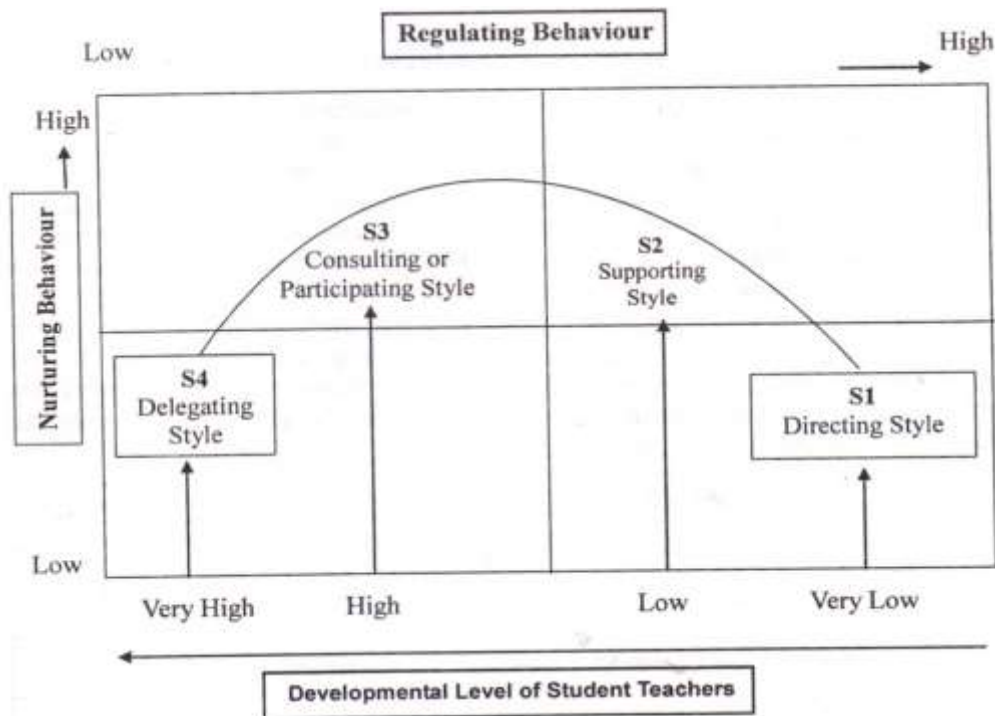 Regulating Behaviour
Low
High
High
Nurturing Behaviour
S3
Consulting or
Participating Style
S2
Supporting
Style
S4
Delegating
Style
S1
Directing Style
Low
Very High
High
Low
Very Low
Developmental Level of Student Teachers